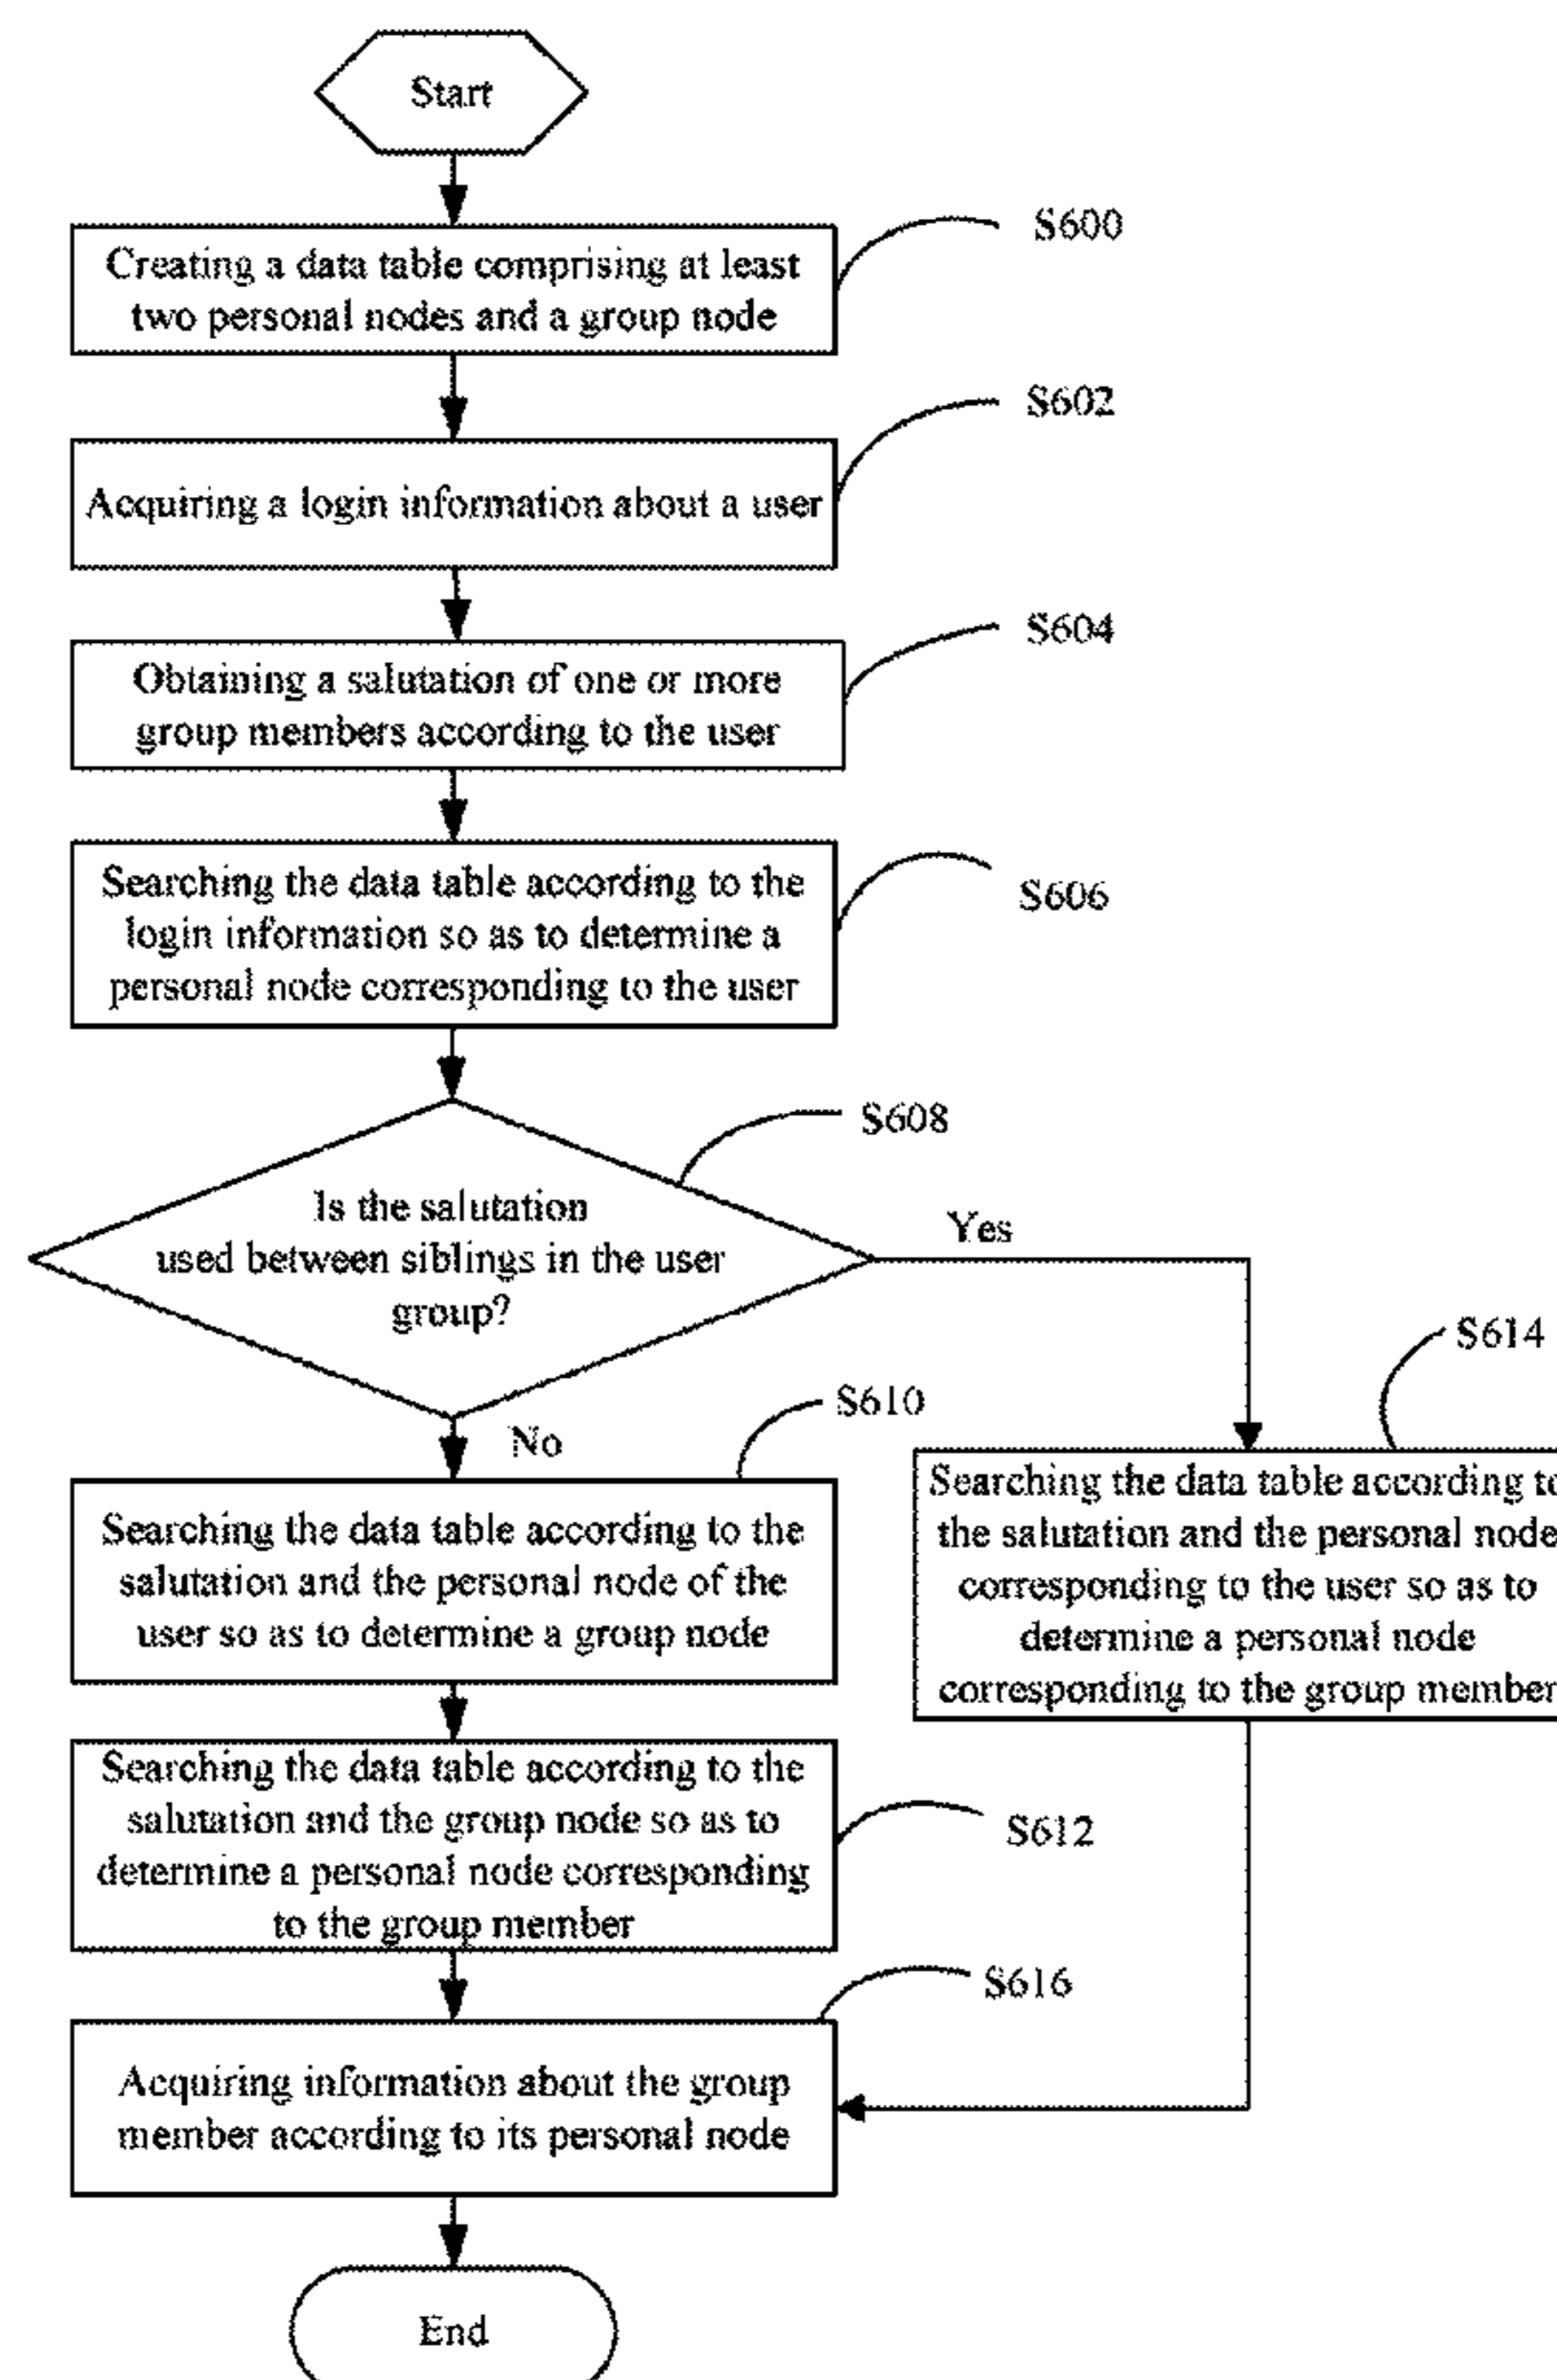 Start
S600
Creating a data table comprising at least
two personal nodes and a group node
S602
Acquiring a login information about a user
S604
Obtaining a salutation of one or more
group members according to the user
S606
Searching the data table according to the
login information so as to determine a
personal node corresponding to the user
S608
Is the salutation
used between siblings in the user
group?
Yes
No
S610
Searching the data table according to the
salutation and the personal node of the
user so as to determine a group node
S614
Searching the data table according to
the salutation and the personal node
corresponding to the user so as to
determine a personal node
corresponding to the group member
S612
Searching the data table according to the
salutation and the group node so as to
determine a personal node corresponding
to the group member
S616
Acquiring information about the group
member according to its personal node
End